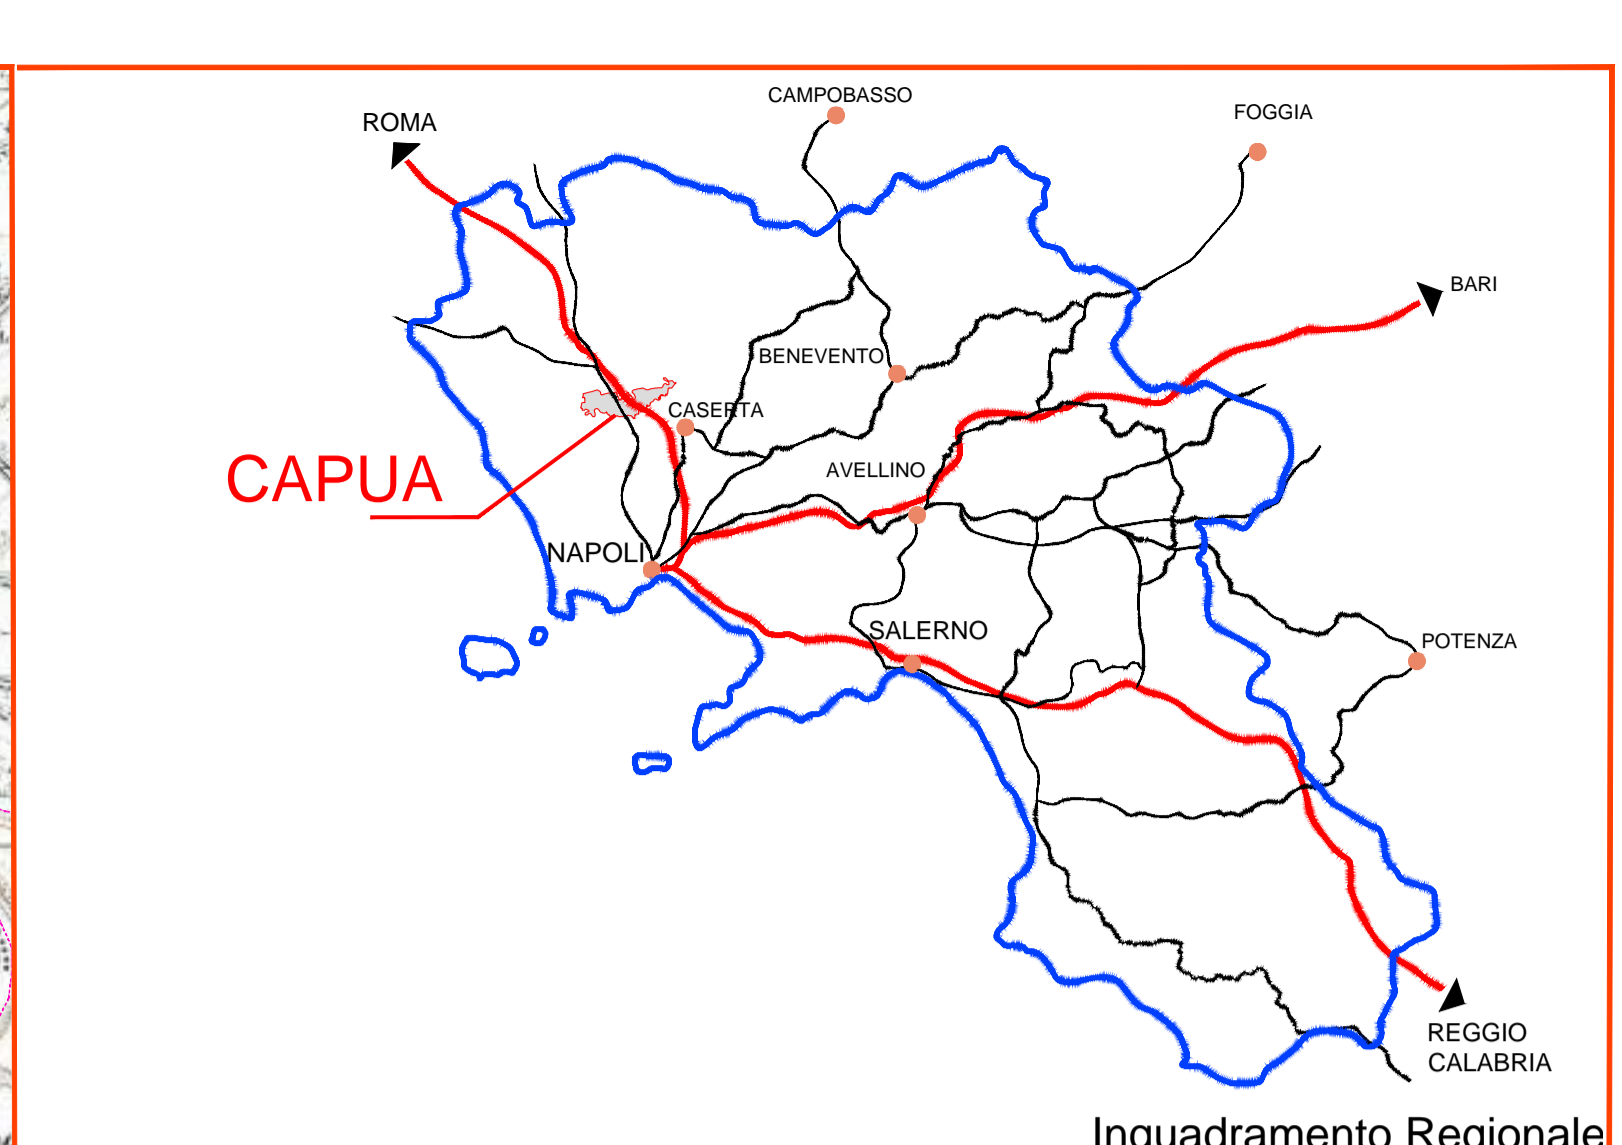 CAMPOBASSO
FOGGIA
ROMA
BARI
BENEVENTO
CASERTA
CAPUA
AVELLINO
NAPOLI
SALERNO
POTENZA
REGGIO
CALABRIA
Inquadramento Regionale